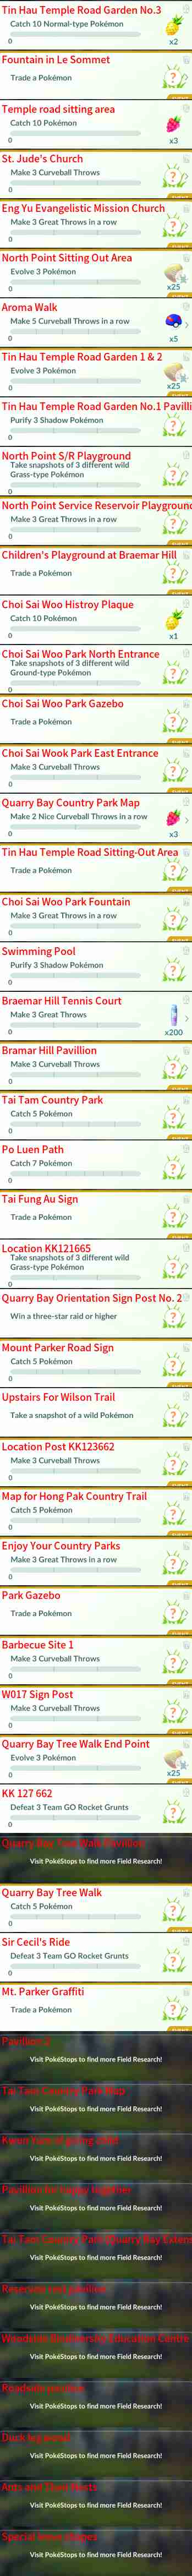 Tin Hau Temple Road Garden No.3
Catch 10 Normal-type Pokémon
0
x2
Fountain in Le Sommet
Trade a Pokémon
?
Temple road sitting area
Catch 10 Pokémon
0
x3
St. Jude's Church
Make 3 Curveball Throws
?
0
Eng Yu Evangelistic Mission Church
Make 3 Great Throws in a row
?
0
North Point Sitting Out Area
Evolve 3 Pokémon
0
x25
Aroma Walk
Make 5 Curveball Throws in a row
0
x5
Tin Hau Temple Road Garden 1 & 2
Evolve 3 Pokémon
0
x25
Tin Hau Temple Road Garden No.1 Pavilli
Purify 3 Shadow Pokémon
?
0
North Point S/R Playground
Take snapshots of 3 different wild
Grass-type Pokémon
?
0
North Point Service Reservoir Playground
Make 3 Great Throws in a row
?
0
Children's Playground at Braemar Hill
Trade a Pokémon
?
Choi Sai Woo Histroy Plaque
Catch 10 Pokémon
0
x1
Choi Sai Woo Park North Entrance
Take snapshots of 3 different wild
Ground-type Pokémon
?
0
Choi Sai Woo Park Gazebo
Trade a Pokémon
?
Choi Sai Wook Park East Entrance
Make 3 Curveball Throws
?
0
Quarry Bay Country Park Map
Make 2 Nice Curveball Throws in a row
0
x3
Tin Hau Temple Road Sitting-Out Area
Trade a Pokémon
?
Choi Sai Woo Park Fountain
Make 3 Great Throws in a row
?
0
Swimming Pool
Purify 3 Shadow Pokémon
?
0
Braemar Hill Tennis Court
Make 3 Great Throws
0
x200
Bramar Hill Pavillion
Make 3 Curveball Throws
?
0
Tai Tam Country Park
Catch 5 Pokémon
?
0
Po Luen Path
Catch 7 Pokémon
?
0
Tai Fung Au Sign
Trade a Pokémon
?
Location KK121665
Take snapshots of 3 different wild
Grass-type Pokémon
?
0
Quarry Bay Orientation Sign Post No. 2
Win a three-star raid or higher
?
Mount Parker Road Sign
Catch 5 Pokémon
?
0
Upstairs For Wilson Trail
Take a snapshot of a wild Pokémon
?
Location Post KK123662
Make 3 Curveball Throws
?
0
Map for Hong Pak Country Trail
Catch 5 Pokémon
?
0
Enjoy Your Country Parks
Make 3 Great Throws in a row
?
0
Park Gazebo
Trade a Pokémon
?
Barbecue Site 1
Make 3 Curveball Throws
?
0
W017 Sign Post
Make 3 Curveball Throws
?
0
Quarry Bay Tree Walk End Point
Evolve 3 Pokémon
0
x25
KK 127 662
Defeat 3 Team GO Rocket Grunts
?
0
Quarry Bay Tree Walk Pavilion
Visit PokéStops to find more Field Research!
Quarry Bay Tree Walk
Catch 5 Pokémon
?
0
Sir Cecil's Ride
Defeat 3 Team GO Rocket Grunts
?
0
Mt. Parker Graffiti
Trade a Pokémon
?
Pavilion 2
Visit PokéStops to find more Field Research!
Tai Tam Country Park Map
Visit PokéStops to find more Field Research!
Visit PokéStops to find more Field Research!
Visit PokéStops to find more Field Research!
Tai Tam Country Park (Quarry Bay Extens
Visit PokéStops to find more Field Research!
Visit PokéStops to find more Field Research!
Education Centre
Visit PokéStops to find more Field Research!
Visit PokéStops to find more Field Research!
Visit PokéStops to find more Field Research!
Visit PokéStops to find more Field Research!
Visit PokéStops to find more Field Research!